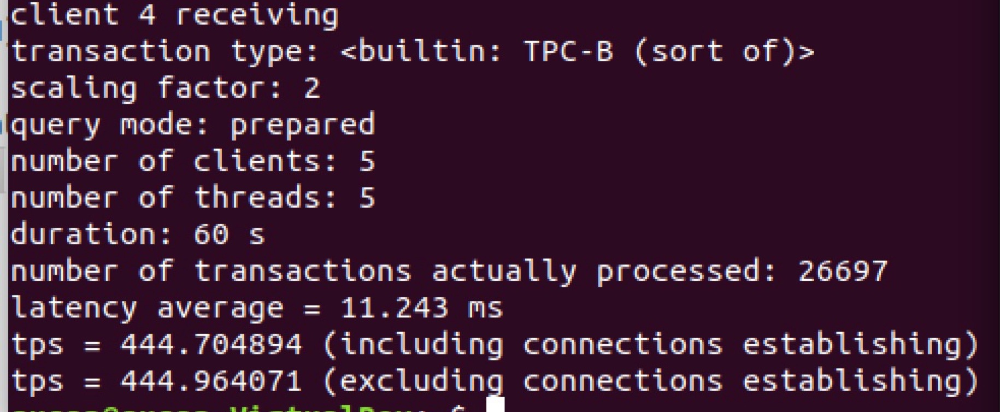 client 4 receiving
transaction type: <builtin: TPC-B (sort of)>
scaling factor: 2
query mode: prepared
number of clients: 5
number of threads: 5
duration: 60 s
number of transactions actually processed: 26697
latency average = 11.243 ms
tps = 444.704894 (including connections establishing)
tps = 444.964071 (excluding connections establishing)